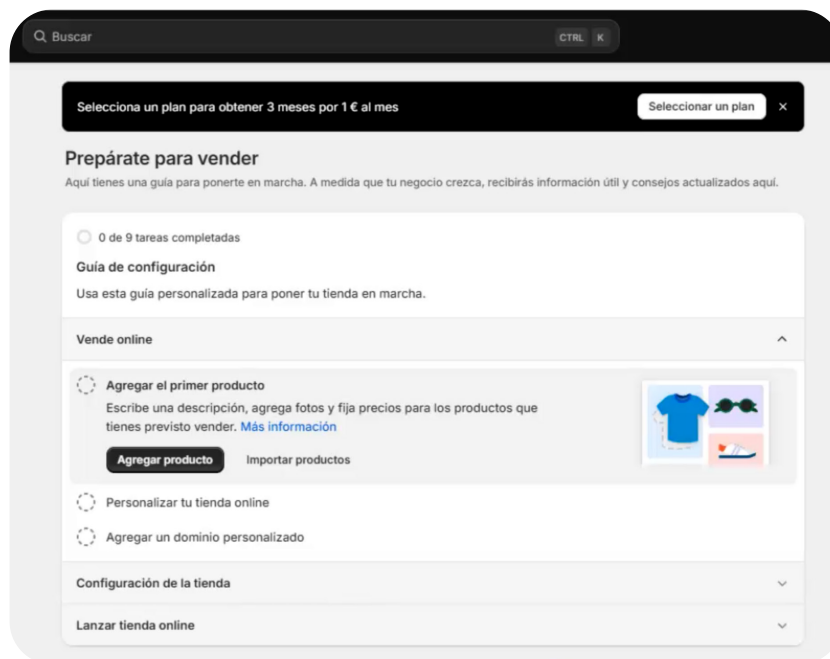 Buscar
CTRL K
Selecciona un plan para obtener 3 meses por 1 € al mes
Seleccionar un plan
Prepárate para vender
Aquí tienes una guía para ponerte en marcha. A medida que tu negocio crezca, recibirás información útil y consejos actualizados aquí.
0 de 9 tareas completadas
Guía de configuración
Usa esta guía personalizada para poner tu tienda en marcha.
Vende online
Agregar el primer producto
Escribe una descripción, agrega fotos y fija precios para los productos que
tienes previsto vender. Más información
Agregar producto
Importar productos
Personalizar tu tienda online
Agregar un dominio personalizado
Configuración de la tienda
Lanzar tienda online